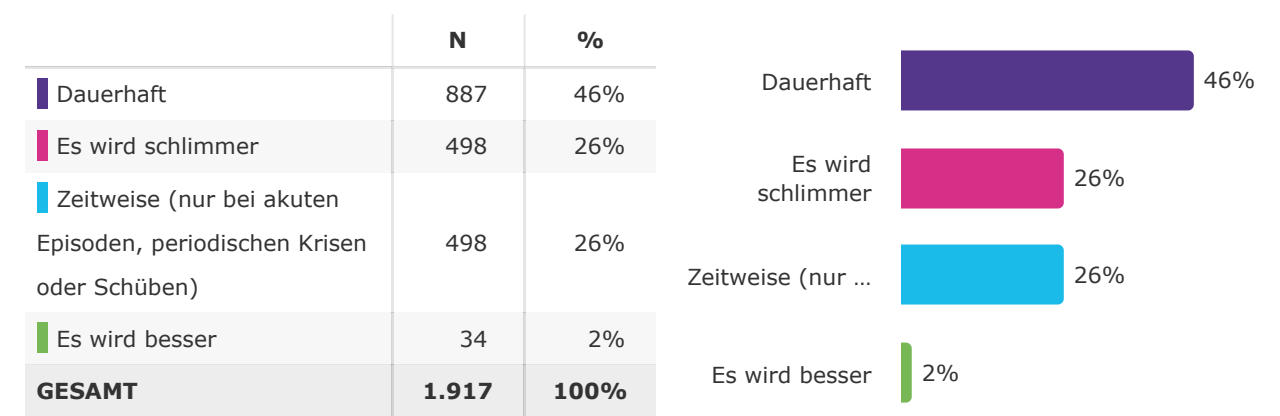 N %
Dauerhaft 887 46%
Es wird schlimmer 498 26%
Zeitweise (nur bei akuten
Episoden, periodischen Krisen 498 26%
oder Schüben)
Es wird besser 34 2%
GESAMT 1.917 100%
Dauerhaft 46%
Es wird
schlimmer 26%
Zeitweise (nur ... 26%
Es wird besser 2%